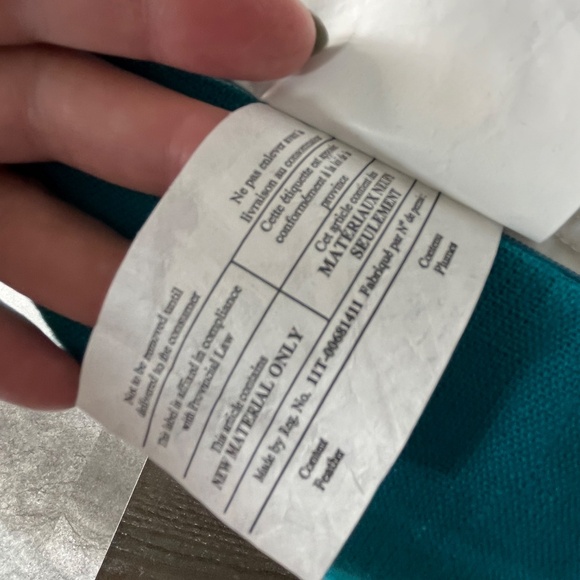 Not to be removed until
delivered to the consumer
Ne pas enlever avant
livraison au consommateur
This label is affixed in compliance
with Provincial Law
Cette étiquette est apposée
conformément à la loi de la
province
This article contains
NEW MATERIAL ONLY
Cet article contient
MATÉRIAUX
SEULEMENT
Made by Reg. No. 11T-00681411 Fabriqué par N° de permis
Content
Feather
Content
Plumes